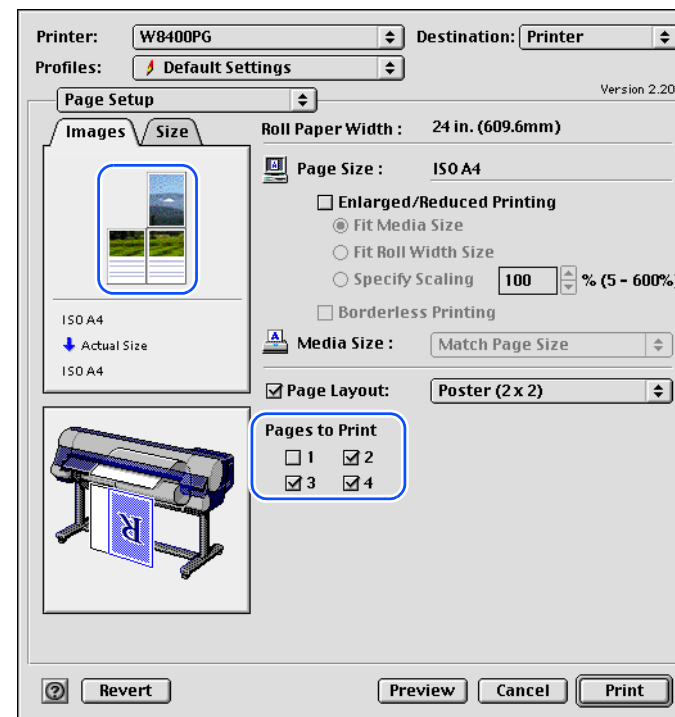 Printer: W8400PG Destination: Printer
Profiles: Default Settings
Version 2.20
Page Setup
Images Size
Roll Paper Width : 24 in. (609.6mm)
Page Size : ISO A4
Enlarged/Reduced Printing
Fit Media Size
Fit Roll Width Size
Specify Scaling 100 % (5 - 600%)
Borderless Printing
ISO A4
Actual Size
ISO A4
Media Size : Match Page Size
Page Layout: Poster (2 x 2)
Pages to Print
1 2
3 4
R
? Revert Preview Cancel Print